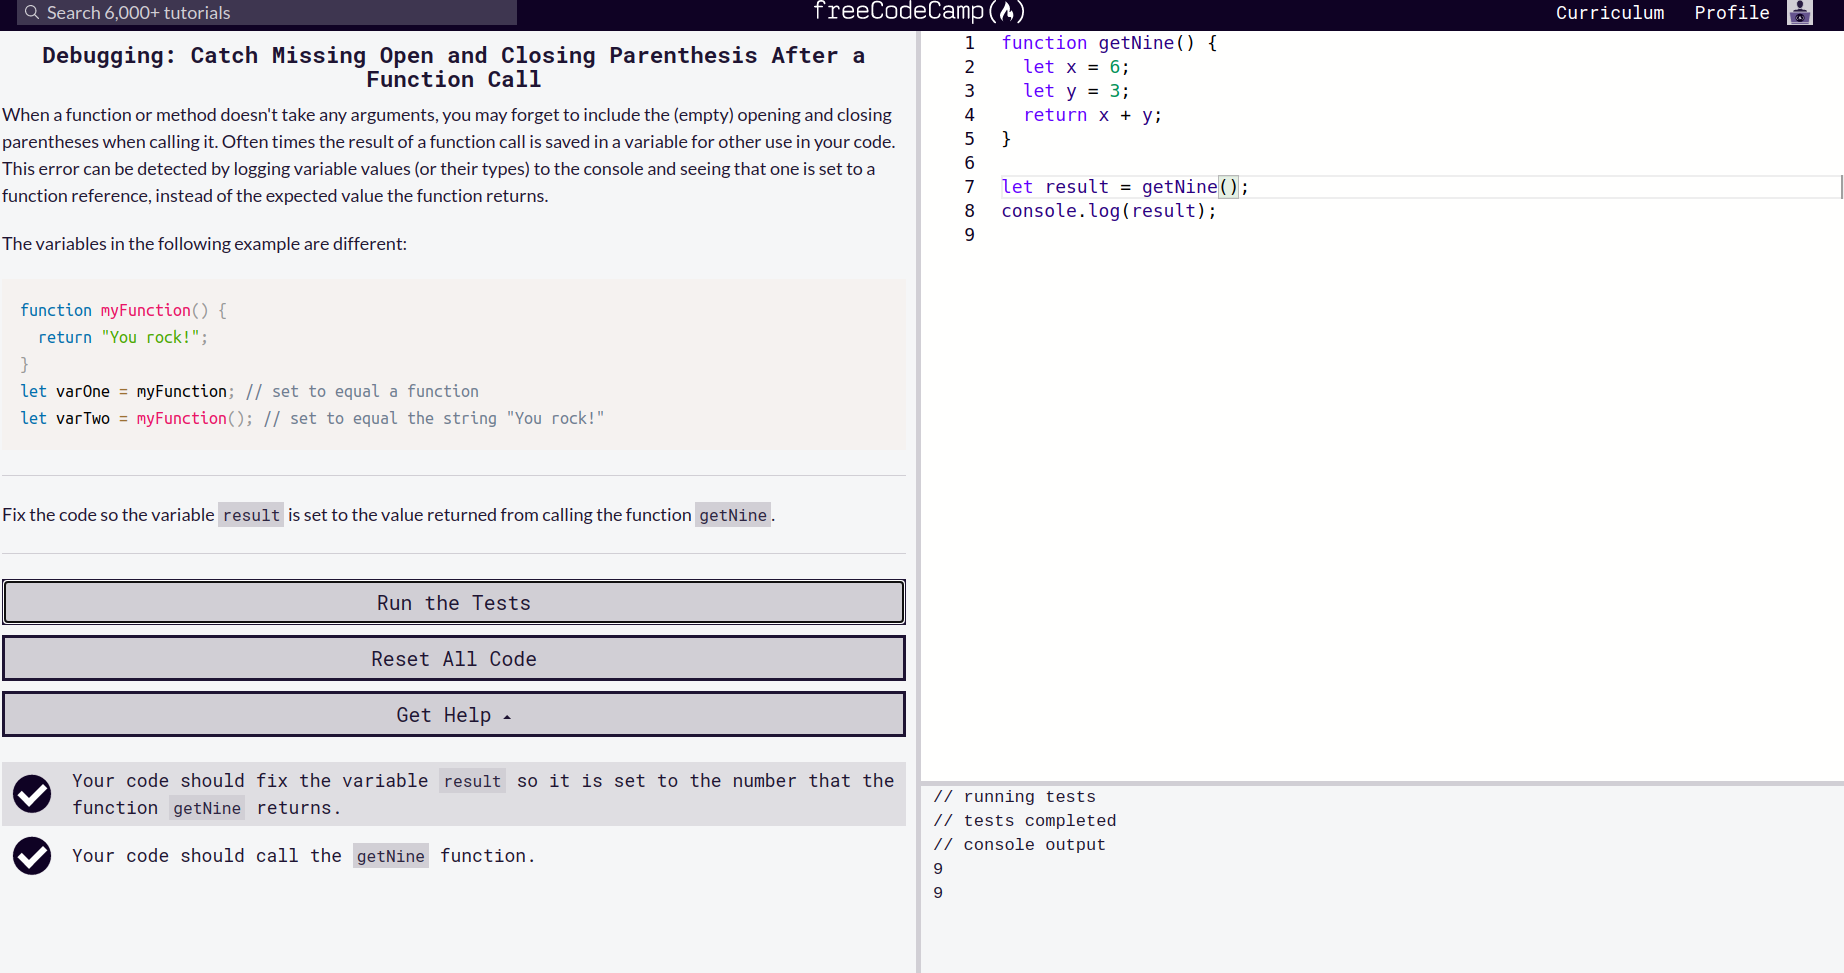 Search 6,000+ tutorials
freeCodeCamp
Curriculum
Profile
Debugging: Catch Missing Open and Closing Parenthesis After a
Function Call
When a function or method doesn't take any arguments, you may forget to include the (empty) opening and closing
parentheses when calling it. Often times the result of a function call is saved in a variable for other use in your code.
This error can be detected by logging variable values (or their types) to the console and seeing that one is set to a
function reference, instead of the expected value the function returns.
The variables in the following example are different:
function myFunction() {
  return "You rock!";
}
let varOne = myFunction; // set to equal a function
let varTwo = myFunction(); // set to equal the string "You rock!"
Fix the code so the variable result is set to the value returned from calling the function getNine.
Run the Tests
Reset All Code
Get Help
Your code should fix the variable result so it is set to the number that the
function getNine returns.
Your code should call the getNine function.
1 function getNine() {
2   let x = 6;
3   let y = 3;
4   return x + y;
5 }
6
7 let result = getNine();
8 console.log(result);
9
// running tests
// tests completed
// console output
9
9